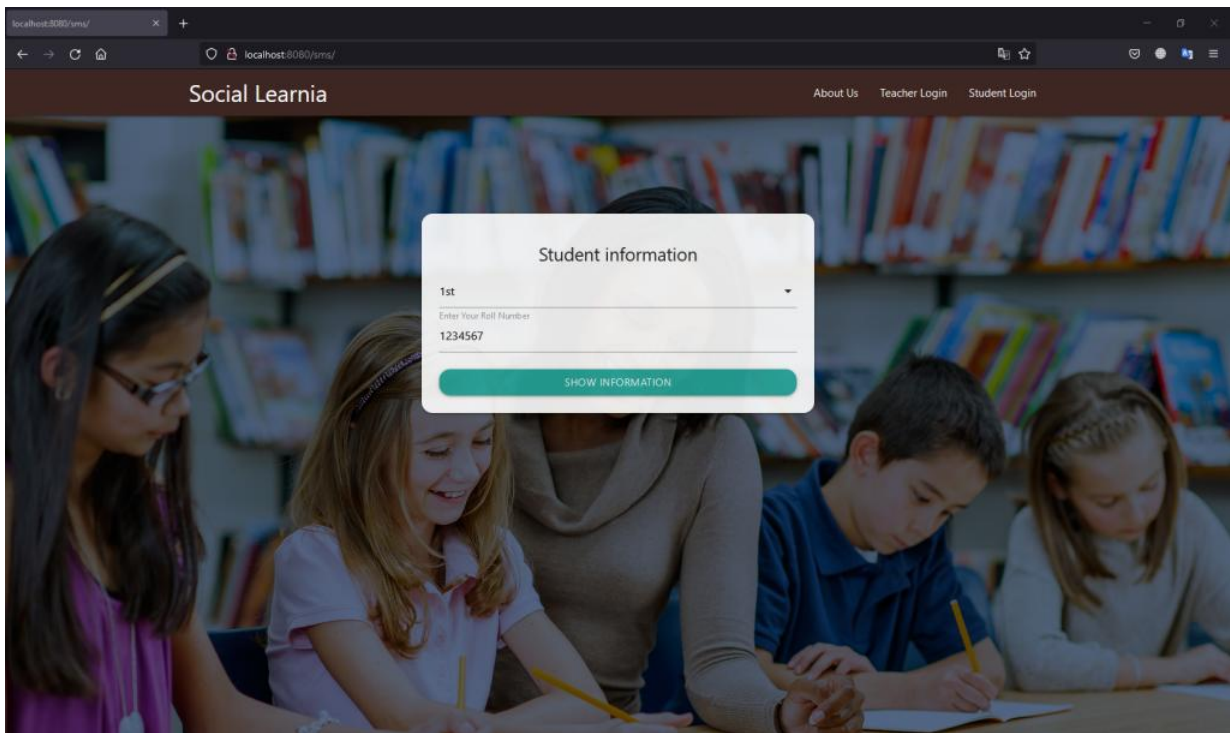 localhost:8080/sms/
localhost:8080/sms/
Social Learnia
About Us Teacher Login Student Login
Student information
1st
Enter Your Roll Number
1234567
SHOW INFORMATION